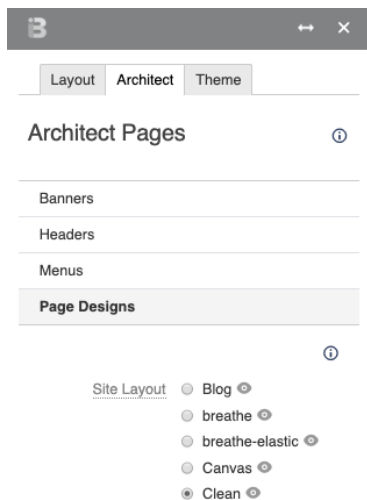 B
Layout Architect Theme
Architect Pages
Banners
Headers
Menus
Page Designs
Site Layout Blog
breathe
breathe-elastic
Canvas
Clean